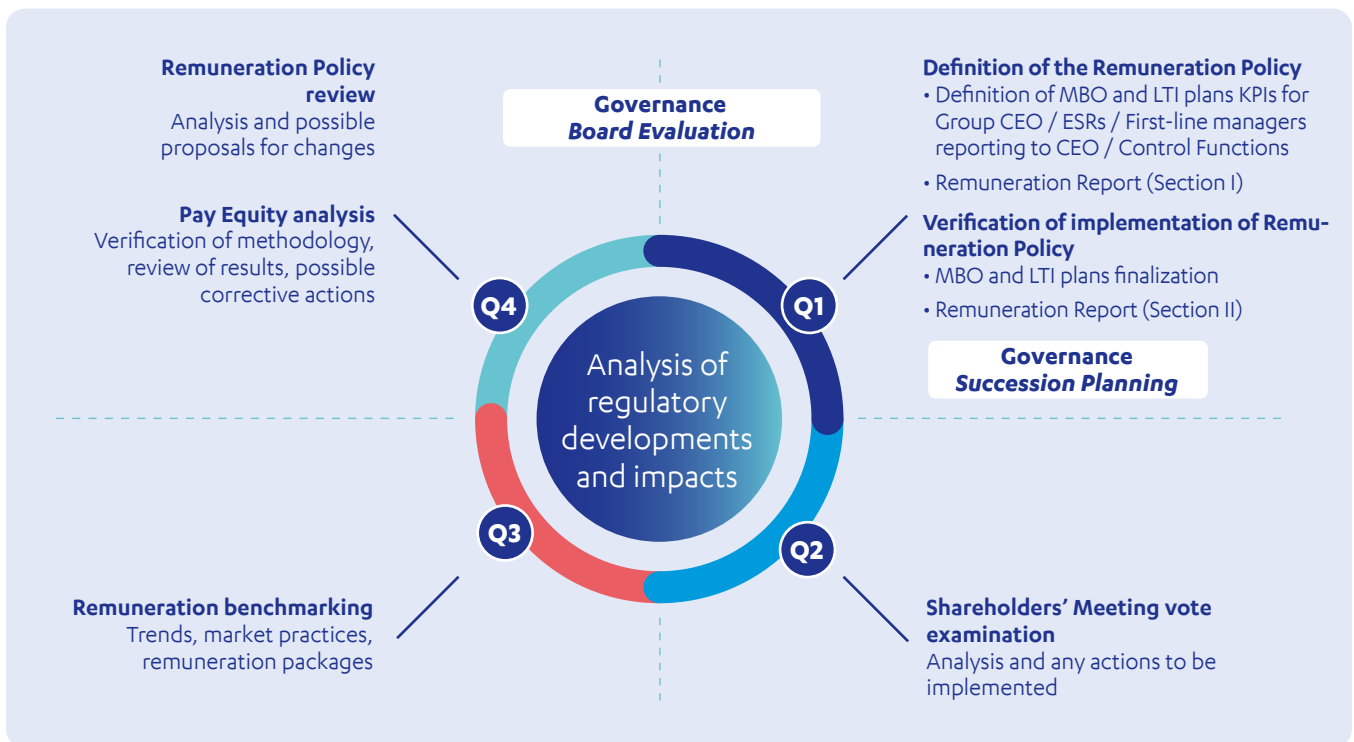 Remuneration Policy
review
Analysis and possible
proposals for changes
Pay Equity analysis
Verification of methodology,
review of results, possible
corrective actions
Governance
Board Evaluation
Definition of the Remuneration Policy
• Definition of MBO and LTI plans KPIs for
Group CEO / ESRs / First-line managers
reporting to CEO / Control Functions
• Remuneration Report (Section I)
Verification of implementation of Remu-
neration Policy
• MBO and LTI plans finalization
• Remuneration Report (Section II)
Governance
Succession Planning
Q4
Q1
Analysis of
regulatory
developments
and impacts
Q3
Q2
Remuneration benchmarking
Trends, market practices,
remuneration packages
Shareholders’ Meeting vote
examination
Analysis and any actions to be
implemented